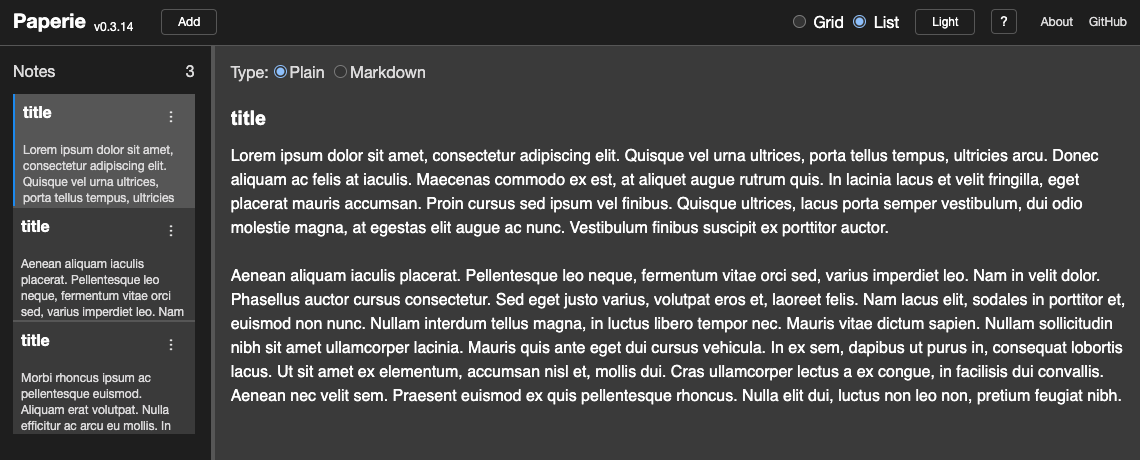 Paperie v0.3.14 Add Grid List Light ? About GitHub
Notes 3
title
Lorem ipsum dolor sit amet,
consectetur adipiscing elit.
Quisque vel urna ultrices,
porta tellus tempus, ultricies
title
Aenean aliquam iaculis
placerat. Pellentesque leo
neque, fermentum vitae orci
sed, varius imperdiet leo. Nam
title
Morbi rhoncus ipsum ac
pellentesque euismod.
Aliquam erat volutpat. Nulla
efficitur ac arcu eu mollis. In
Type: Plain Markdown
title
Lorem ipsum dolor sit amet, consectetur adipiscing elit. Quisque vel urna ultrices, porta tellus tempus, ultricies arcu. Donec
aliquam ac felis at iaculis. Maecenas commodo ex est, at aliquet augue rutrum quis. In lacinia lacus et velit fringilla, eget
placerat mauris accumsan. Proin cursus sed ipsum vel finibus. Quisque ultrices, lacus porta semper vestibulum, dui odio
molestie magna, at egestas elit augue ac nunc. Vestibulum finibus suscipit ex porttitor auctor.
Aenean aliquam iaculis placerat. Pellentesque leo neque, fermentum vitae orci sed, varius imperdiet leo. Nam in velit dolor.
Phasellus auctor cursus consectetur. Sed eget justo varius, volutpat eros et, laoreet felis. Nam lacus elit, sodales in porttitor et,
euismod non nunc. Nullam interdum tellus magna, in luctus libero tempor nec. Mauris vitae dictum sapien. Nullam sollicitudin
nibh sit amet ullamcorper lacinia. Mauris quis ante eget dui cursus vehicula. In ex sem, dapibus ut purus in, consequat lobortis
lacus. Ut sit amet ex elementum, accumsan nisl et, mollis dui. Cras ullamcorper lectus a ex congue, in facilisis dui convallis.
Aenean nec velit sem. Praesent euismod ex quis pellentesque rhoncus. Nulla elit dui, luctus non leo non, pretium feugiat nibh.